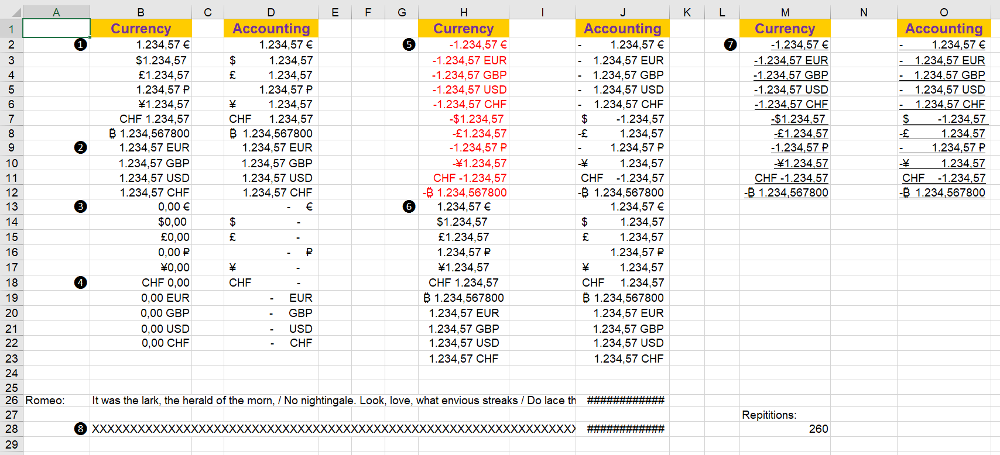 A B C D E F G H I J K L M N O
1 Currency Accounting Currency Accounting Currency Accounting
2 ❶ 1.234,57 € 1.234,57 € ❺ -1.234,57 € - 1.234,57 € ❼ -1.234,57 € - 1.234,57 €
3 $1.234,57 $ 1.234,57 -1.234,57 EUR - 1.234,57 EUR -1.234,57 EUR - 1.234,57 EUR
4 £1.234,57 £ 1.234,57 -1.234,57 GBP - 1.234,57 GBP -1.234,57 GBP - 1.234,57 GBP
5 1.234,57 ₽ 1.234,57 ₽ -1.234,57 USD - 1.234,57 USD -1.234,57 USD - 1.234,57 USD
6 ¥1.234,57 ¥ 1.234,57 -1.234,57 CHF - 1.234,57 CHF -1.234,57 CHF - 1.234,57 CHF
7 CHF 1.234,57 CHF 1.234,57 -$1.234,57 $ -1.234,57 -$1.234,57 $ -1.234,57
8 ₿ 1.234,567800 ₿ 1.234,567800 -£1.234,57 -£ 1.234,57 -£1.234,57 -£ 1.234,57
9 ❷ 1.234,57 EUR 1.234,57 EUR -1.234,57 ₽ - 1.234,57 ₽ -1.234,57 ₽ - 1.234,57 ₽
10 1.234,57 GBP 1.234,57 GBP -¥1.234,57 -¥ 1.234,57 -¥1.234,57 -¥ 1.234,57
11 1.234,57 USD 1.234,57 USD CHF -1.234,57 CHF -1.234,57 CHF -1.234,57 CHF -1.234,57
12 1.234,57 CHF 1.234,57 CHF -₿ 1.234,567800 -₿ 1.234,567800 -₿ 1.234,567800 -₿ 1.234,567800
13 ❸ 0,00 € - € ❻ 1.234,57 € 1.234,57 €
14 $0,00 $ - $1.234,57 $ 1.234,57
15 £0,00 £ - £1.234,57 £ 1.234,57
16 0,00 ₽ - ₽ 1.234,57 ₽ 1.234,57 ₽
17 ¥0,00 ¥ - ¥1.234,57 ¥ 1.234,57
18 ❹ CHF 0,00 CHF - CHF 1.234,57 CHF 1.234,57
19 0,00 EUR - EUR ₿ 1.234,567800 ₿ 1.234,567800
20 0,00 GBP - GBP 1.234,57 EUR 1.234,57 EUR
21 0,00 USD - USD 1.234,57 GBP 1.234,57 GBP
22 0,00 CHF - CHF 1.234,57 USD 1.234,57 USD
23 1.234,57 CHF 1.234,57 CHF
24
25
26 Romeo: It was the lark, the herald of the morn, / No nightingale. Look, love, what envious streaks / Do lace th ############
27 Repititions:
28 ❽ XXXXXXXXXXXXXXXXXXXXXXXXXXXXXXXXXXXXXXXXXXXXXXXXXXXXXXXXXXXXXXX ############ 260
29